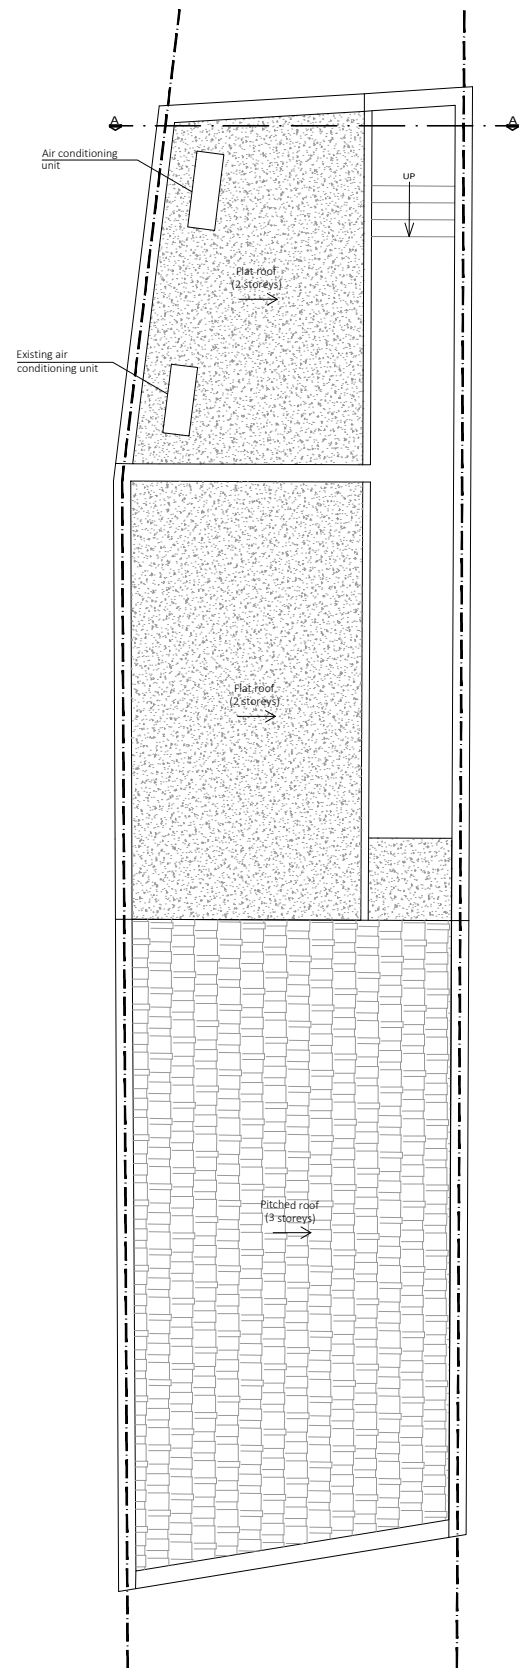 A
A
Air conditioning
unit
UP
Flat roof
(2 storeys)
Existing air
conditioning unit
Flat roof
(2 storeys)
Pitched roof
(3 storeys)